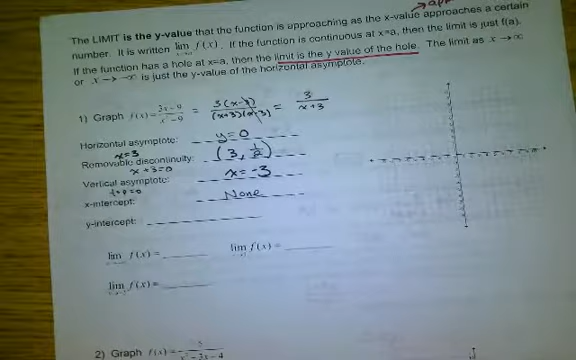 The LIMIT is the y-value that the function is approaching as the x-value approaches a certain
number. It is written lim f(x). If the function is continuous at x=a, then the limit is just f(a).
If the function has a hole at x=a, then the limit is the y value of the hole. The limit as x → ∞
or x → -∞ is just the y-value of the horizontal asymptote.
1) Graph f(x) = 3x-9 / x²-9 = 3(x-3) / (x+3)(x-3) = 3 / x+3
Horizontal asymptote: y=0
x=3
Removable discontinuity: (3, 1/2)
x+3=0
Vertical asymptote: x=-3
x-intercept: None
y-intercept:
lim f(x) = lim f(x) =
lim f(x) =
2) Graph f(x) = 5 / x²-3x-4